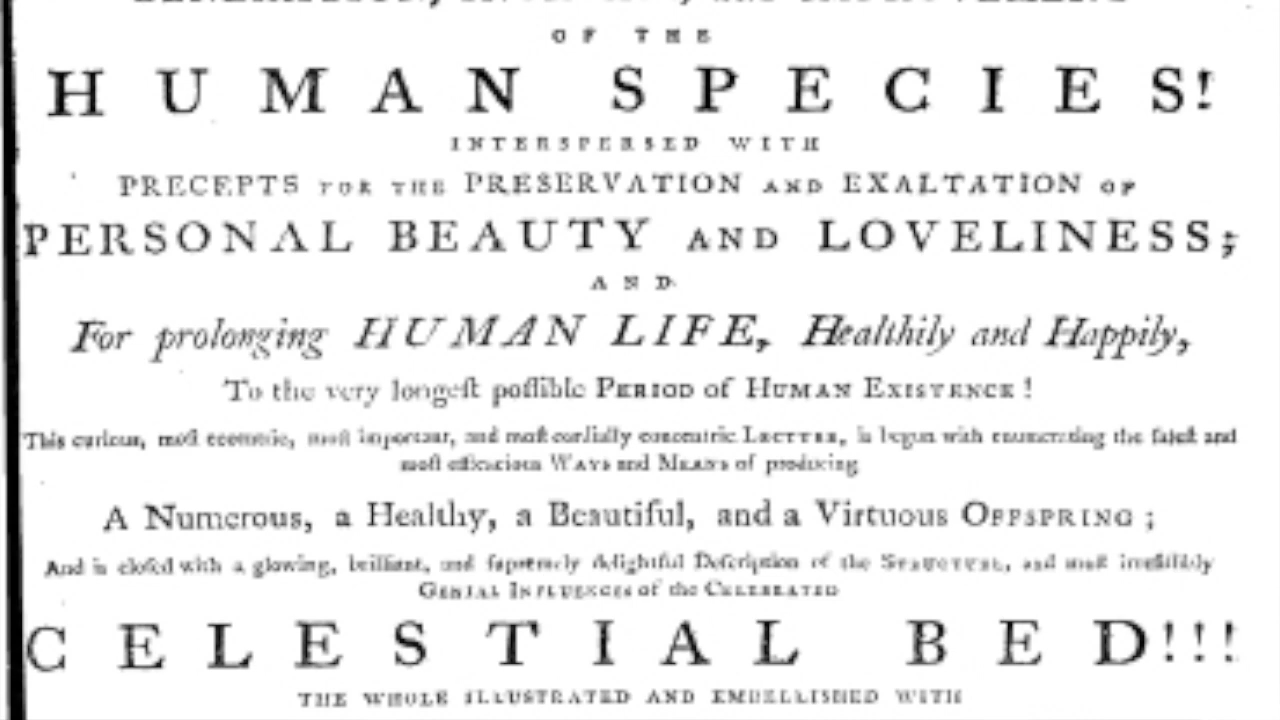 OF THE
HUMAN SPECIES!
INTERSPERSED WITH
PRECEPTS FOR THE PRESERVATION AND EXALTATION OF
PERSONAL BEAUTY AND LOVELINESS;
AND
For prolonging HUMAN LIFE, Healthily and Happily,
To the very longeſt poſſible PERIOD of HUMAN EXISTENCE!
This curious, moſt eccentric, moſt important, and moſt cordially concentric LECTURE, is begun with enumerating the ſafeſt and
moſt efficacious WAYS and MEANS of producing
A Numerous, a Healthy, a Beautiful, and a Virtuous OFFSPRING;
And is cloſed with a glowing, brilliant, and ſupremely delightful Deſcription of the STRUCTURE, and moſt irreſiſtibly
GENIAL INFLUENCES of the CELEBRATED
CELESTIAL BED!!!
THE WHOLE ILLUSTRATED AND EMBELLISHED WITH